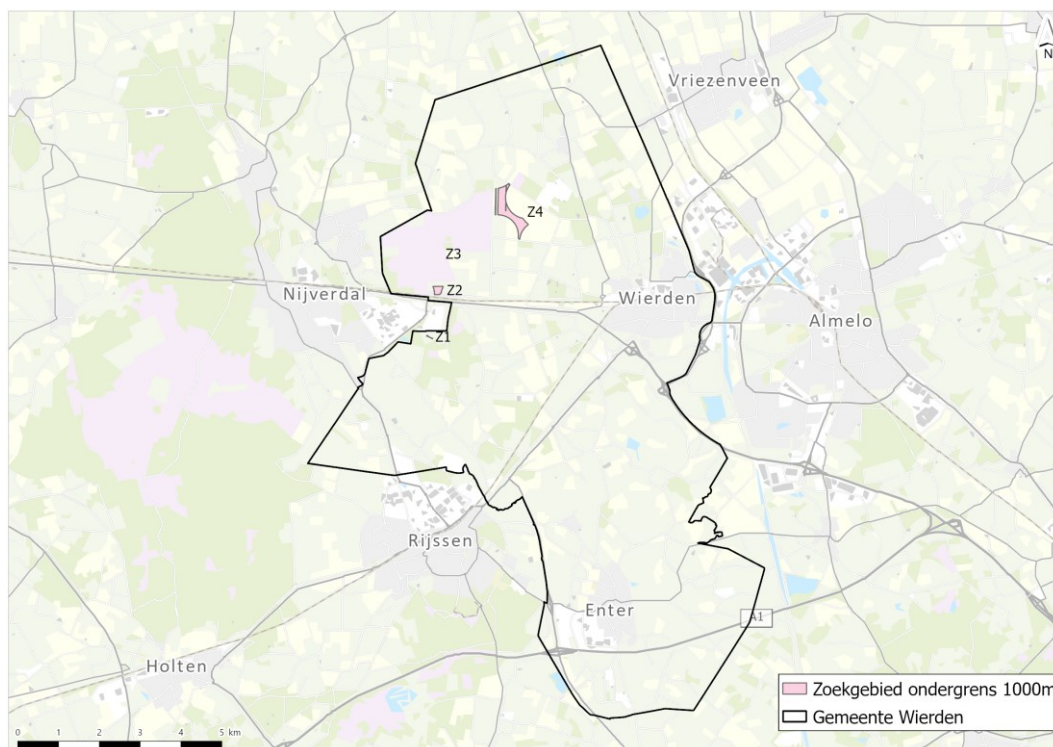 N
Vriezenveen
Z4
Z3
Z2
Nijverdal
Wierden
Almelo
Z1
Rijssen
Enter
A1
Holten
Zoekgebied ondergrens 1000m
Gemeente Wierden
0 1 2 3 4 5 km